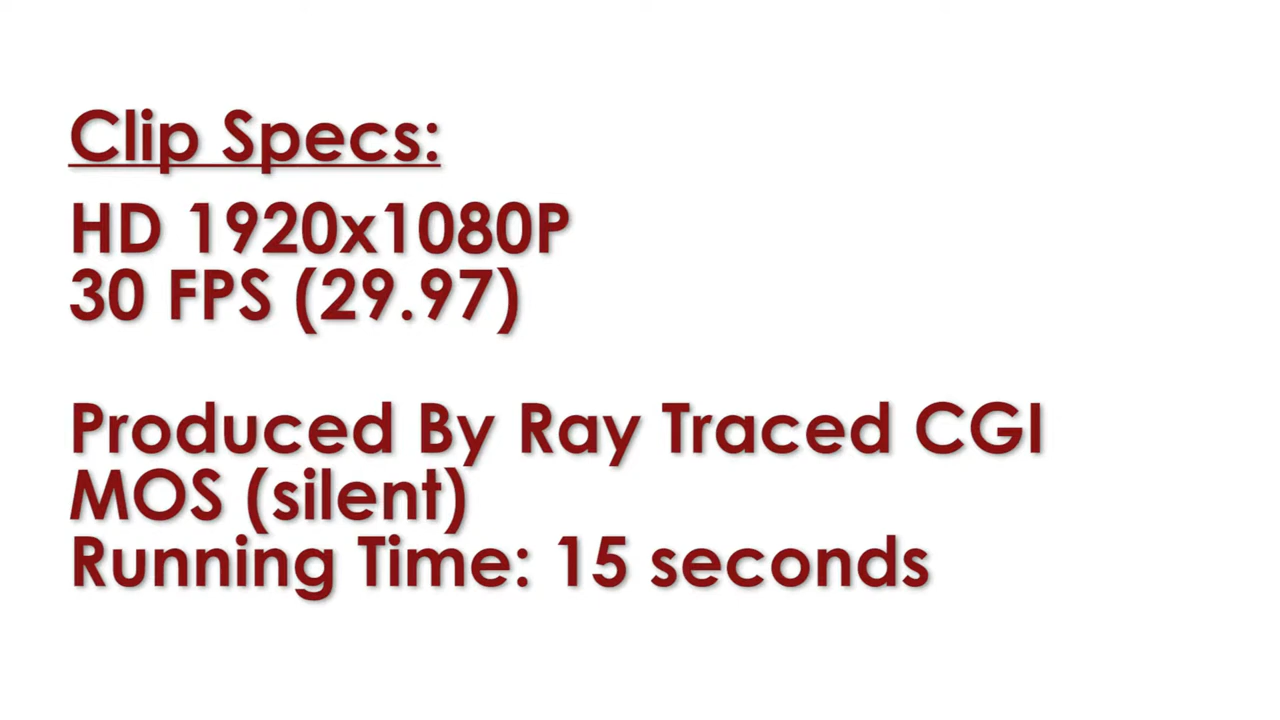 Clip Specs:
HD 1920x1080P
30 FPS (29.97)
Produced By Ray Traced CGI
MOS (silent)
Running Time: 15 seconds